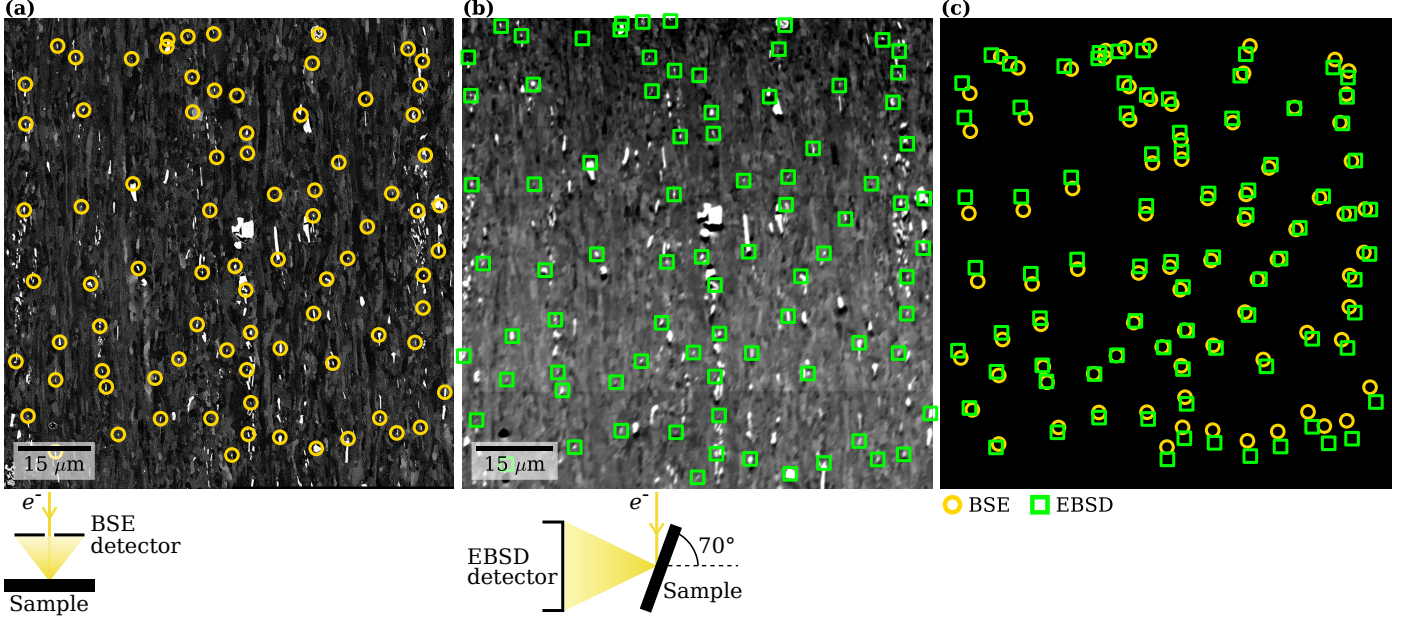 (a)
(b)
(c)
15 μm
15 μm
e-
BSE
detector
Sample
e-
EBSD
detector
70°
Sample
BSE
EBSD